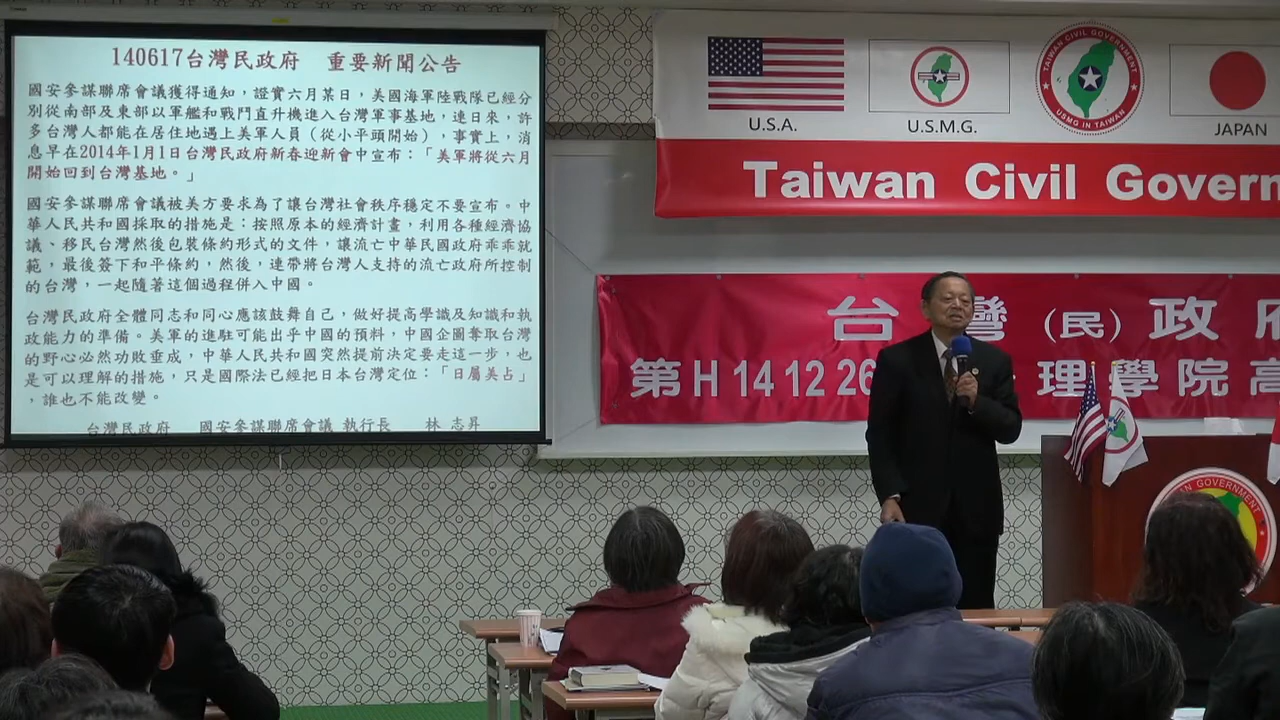 140617台灣民政府 重要新聞公告
國安參謀聯席會議獲得通知，證實六月某日，美國海軍陸戰隊已經分
別從南部及東部以軍艦和戰鬥直升機進入台灣軍事基地，連日來，許
多台灣人都能在居住地遇上美軍人員（從小平頭開始），事實上，消
息早在2014年1月1日台灣民政府新春迎新會中宣布：「美軍將從六月
開始回到台灣基地。」
國安參謀聯席會議被美方要求為了讓台灣社會秩序穩定不要宣布。中
華人民共和國採取的措施是：按照原本的經濟計畫，利用各種經濟協
議、移民台灣然後包裝條約形式的文件，讓流亡中華民國政府乖乖就
範，最後簽下和平條約，然後，連帶將台灣人支持的流亡政府所控制
的台灣，一起隨著這個過程併入中國。
台灣民政府全體同志和同心應該鼓舞自己，做好提高學識及知識和執
政能力的準備。美軍的進駐可能出乎中國的預料，中國企圖奪取台灣
的野心必然功敗垂成，中華人民共和國突然提前決定要走這一步，也
是可以理解的措施，只是國際法已經把日本台灣定位：「日屬美占」
，誰也不能改變。
台灣民政府 國安參謀聯席會議 執行長 林 志昇
U.S.A.
U.S.M.G.
TAIWAN CIVIL GOVERNMENT
USMG IN TAIWAN
JAPAN
Taiwan Civil Govern
台灣(民)政府
第H141226 理學院高
GOVERNMENT